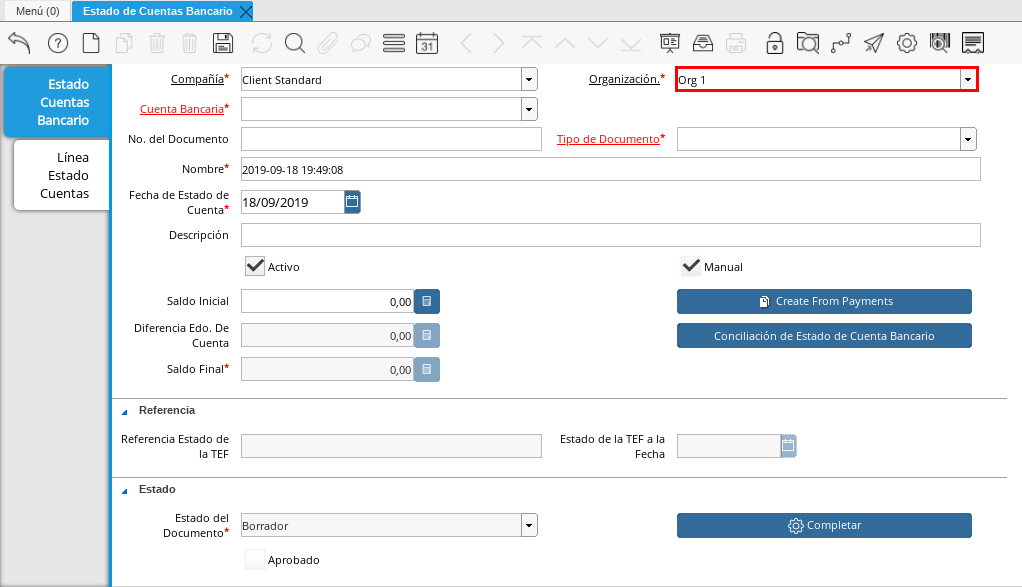 Menú (0)
Estado de Cuentas Bancario
31
Estado
Cuentas
Bancario
Línea
Estado
Cuentas
Compañía* Client Standard
Organización.* Org 1
Cuenta Bancaria*
No. del Documento
Tipo de Documento*
Nombre* 2019-09-18 19:49:08
Fecha de Estado de
Cuenta* 18/09/2019
Descripción
Activo
Manual
Saldo Inicial 0,00
Create From Payments
Diferencia Edo. De
Cuenta 0,00
Conciliación de Estado de Cuenta Bancario
Saldo Final* 0,00
Referencia
Referencia Estado de
la TEF
Estado de la TEF a la
Fecha
Estado
Estado del
Documento* Borrador
Completar
Aprobado